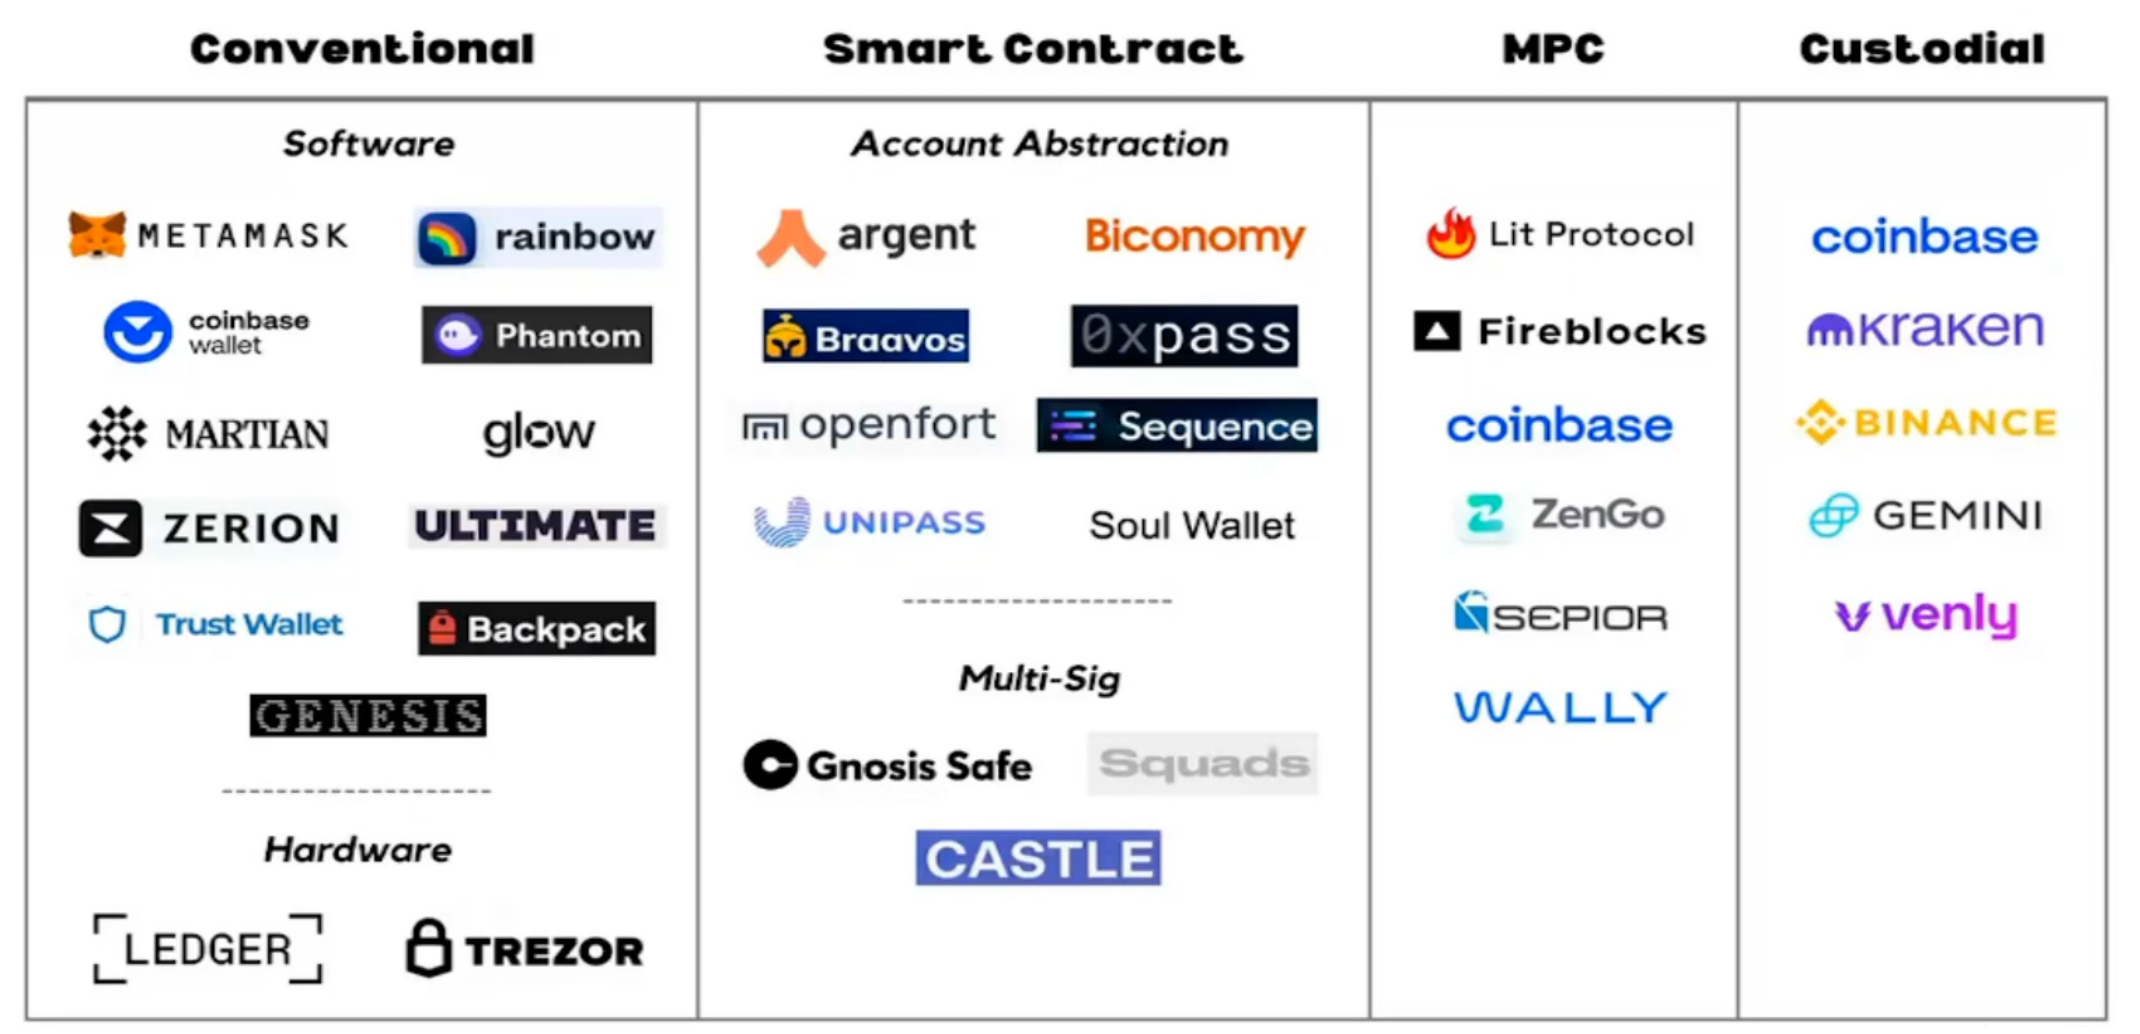 Conventional
Smart Contract
MPC
Custodial
Software
METAMASK
rainbow
coinbase
wallet
Phantom
MARTIAN
glow
ZERION
ULTIMATE
Trust Wallet
Backpack
GENESIS
Hardware
LEDGER
TREZOR
Account Abstraction
argent
Biconomy
Braavos
0xpass
openfort
Sequence
UNIPASS
Soul Wallet
Multi-Sig
Gnosis Safe
Squads
CASTLE
Lit Protocol
Fireblocks
coinbase
ZenGo
SEPIOR
WALLY
coinbase
kraken
BINANCE
GEMINI
venly